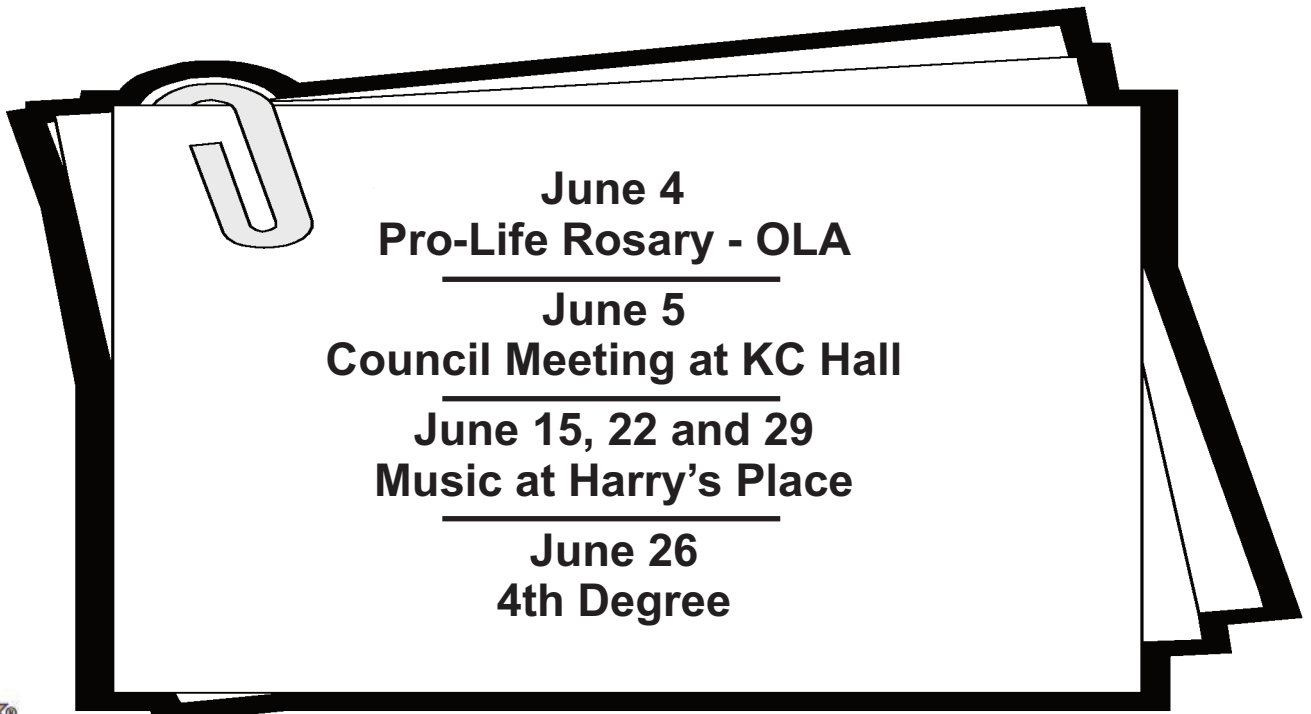 June 4
Pro-Life Rosary - OLA
June 5
Council Meeting at KC Hall
June 15, 22 and 29
Music at Harry’s Place
June 26
4th Degree